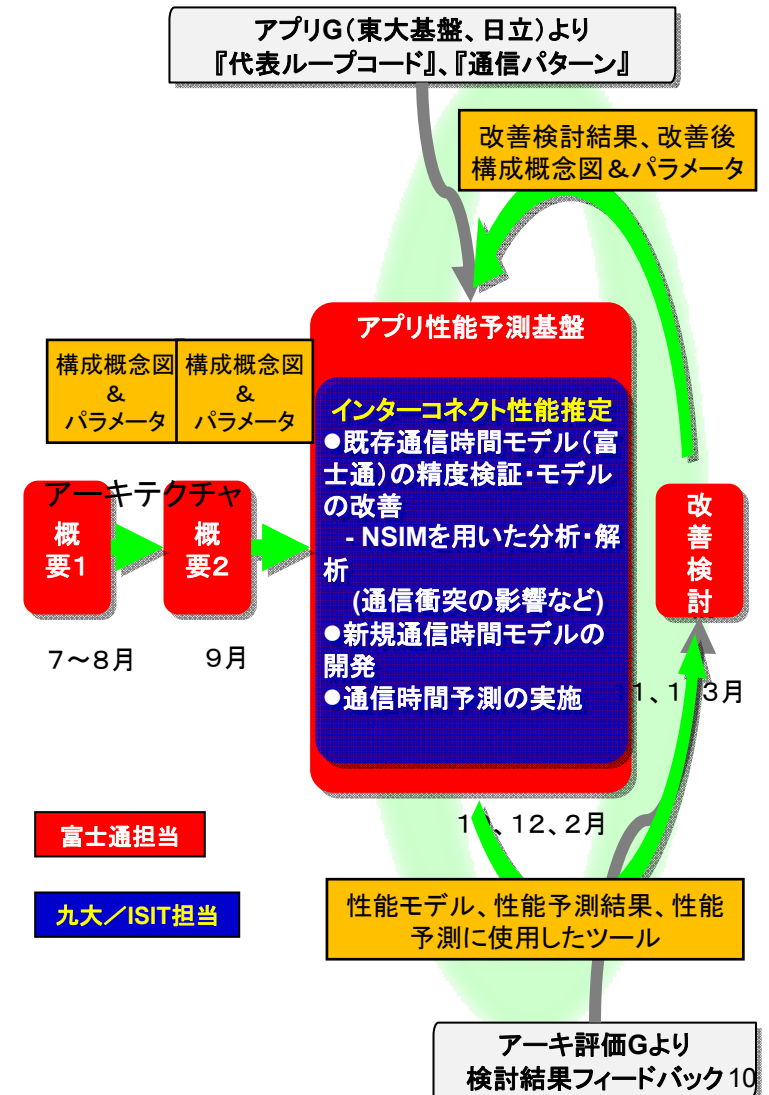 アプリG（東大基盤、日立）より
『代表ループコード』、『通信パターン』
改善検討結果、改善後
構成概念図＆パラメータ
アプリ性能予測基盤
構成概念図
&
パラメータ
構成概念図
&
パラメータ
インターコネクト性能推定
●既存通信時間モデル（富
士通）の精度検証・モデル
の改善
- NSIMを用いた分析・解
析
(通信衝突の影響など)
●新規通信時間モデルの
開発
●通信時間予測の実施
アーキテクチャ
概
要1
概
要2
改
善
検
討
7～8月
9月
1、1 3月
1 、12、2月
富士通担当
九大／ISIT担当
性能モデル、性能予測結果、性能
予測に使用したツール
アーキ評価Gより
検討結果フィードバック
10